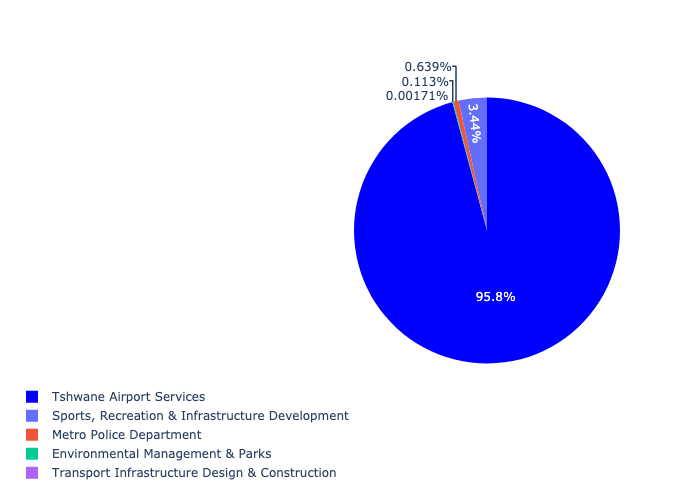 0.639%
0.113%
0.00171%
3.44%
95.8%
Tshwane Airport Services
Sports, Recreation & Infrastructure Development
Metro Police Department
Environmental Management & Parks
Transport Infrastructure Design & Construction